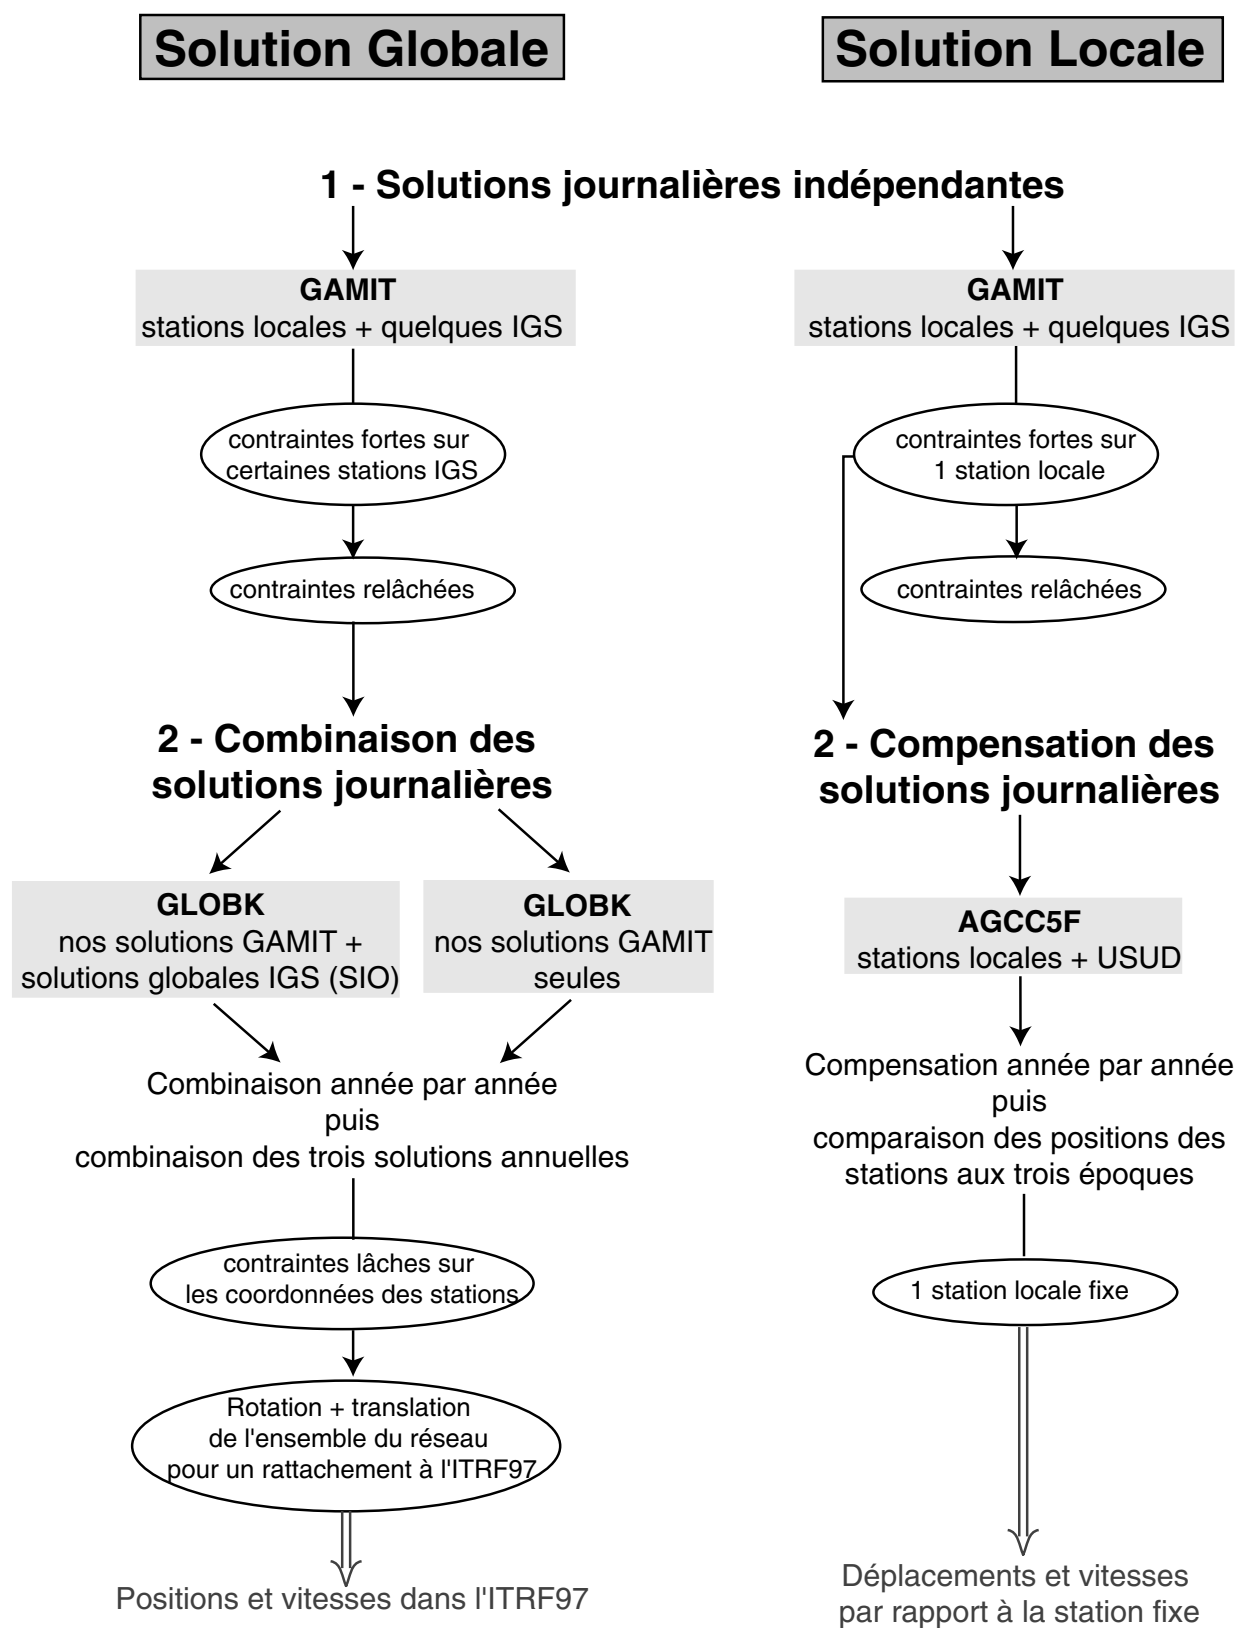 Solution Globale
Solution Locale
1 - Solutions journalières indépendantes
GAMIT
stations locales + quelques IGS
contraintes fortes sur
certaines stations IGS
contraintes relâchées
2 - Combinaison des
solutions journalières
GLOBK
nos solutions GAMIT +
solutions globales IGS (SIO)
GLOBK
nos solutions GAMIT
seules
Combinaison année par année
puis
combinaison des trois solutions annuelles
contraintes lâches sur
les coordonnées des stations
Rotation + translation
de l'ensemble du réseau
pour un rattachement à l'ITRF97
Positions et vitesses dans l'ITRF97
GAMIT
stations locales + quelques IGS
contraintes fortes sur
1 station locale
contraintes relâchées
2 - Compensation des
solutions journalières
AGCC5F
stations locales + USUD
Compensation année par année
puis
comparaison des positions des
stations aux trois époques
1 station locale fixe
Déplacements et vitesses
par rapport à la station fixe